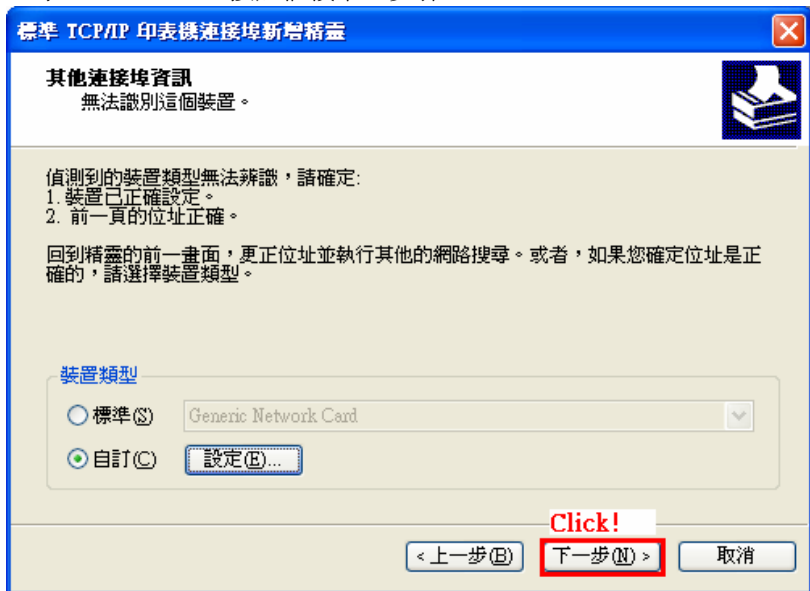 標準 TCP/IP 印表機連接埠新增精靈
其他連接埠資訊
無法識別這個裝置。
偵測到的裝置類型無法辨識，請確定:
1. 裝置已正確設定。
2. 前一頁的位址正確。
回到精靈的前一畫面，更正位址並執行其他的網路搜尋。或者，如果您確定位址是正
確的，請選擇裝置類型。
裝置類型
標準(S) Generic Network Card
自訂(C) 設定(E)...
Click!
<上一步(B) 下一步(N) > 取消